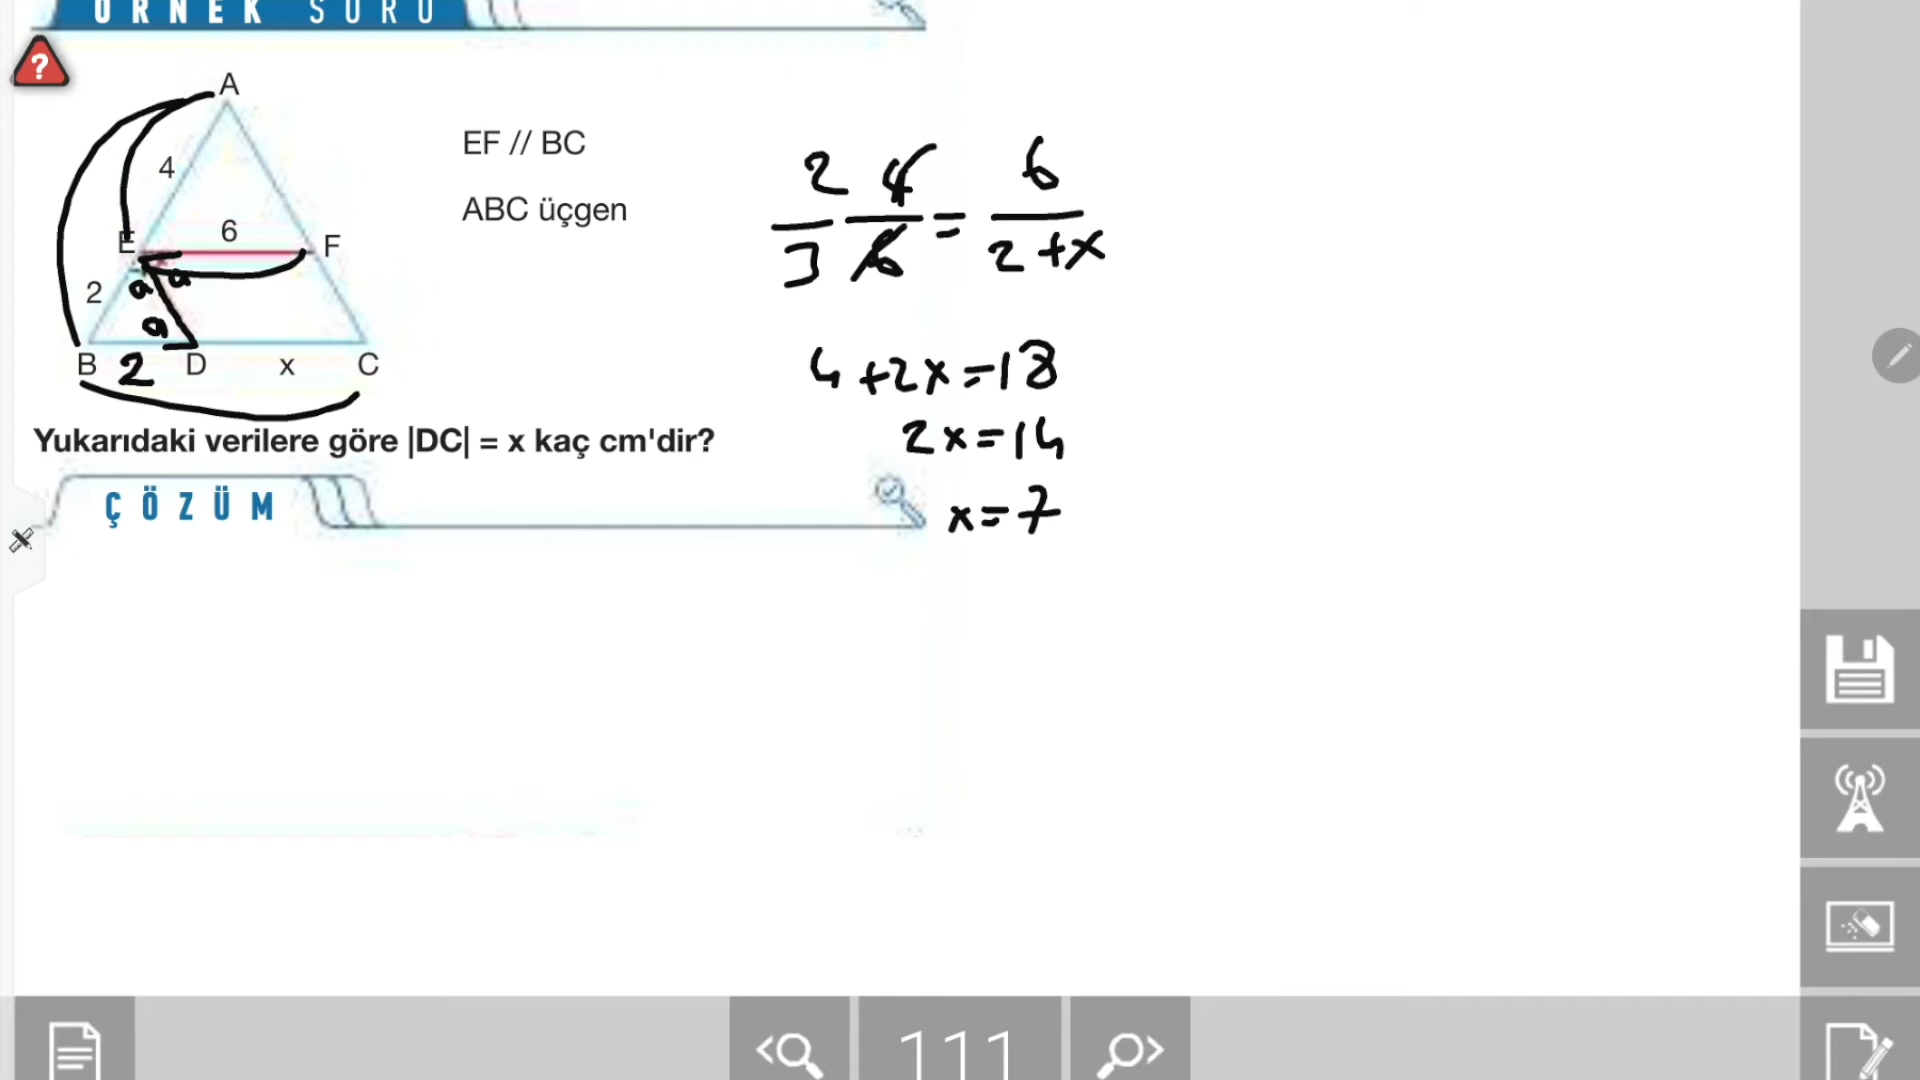 ÖRNEK SORU
?
A
4
EF // BC
ABC üçgen
E 6 F
a a
2
a
B 2 D x C
Yukarıdaki verilere göre |DC| = x kaç cm'dir?
ÇÖZÜM
2 4 6
3 6 = 2+x
4+2x=18
2x=14
x=7
111